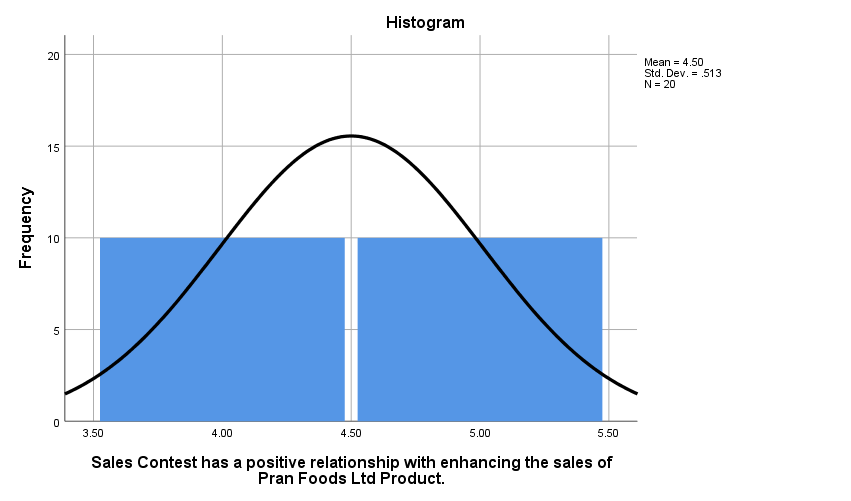 Histogram
Mean = 4.50
Std. Dev. = .513
N = 20
Frequency
20
15
10
5
0
3.50 4.00 4.50 5.00 5.50
Sales Contest has a positive relationship with enhancing the sales of
Pran Foods Ltd Product.